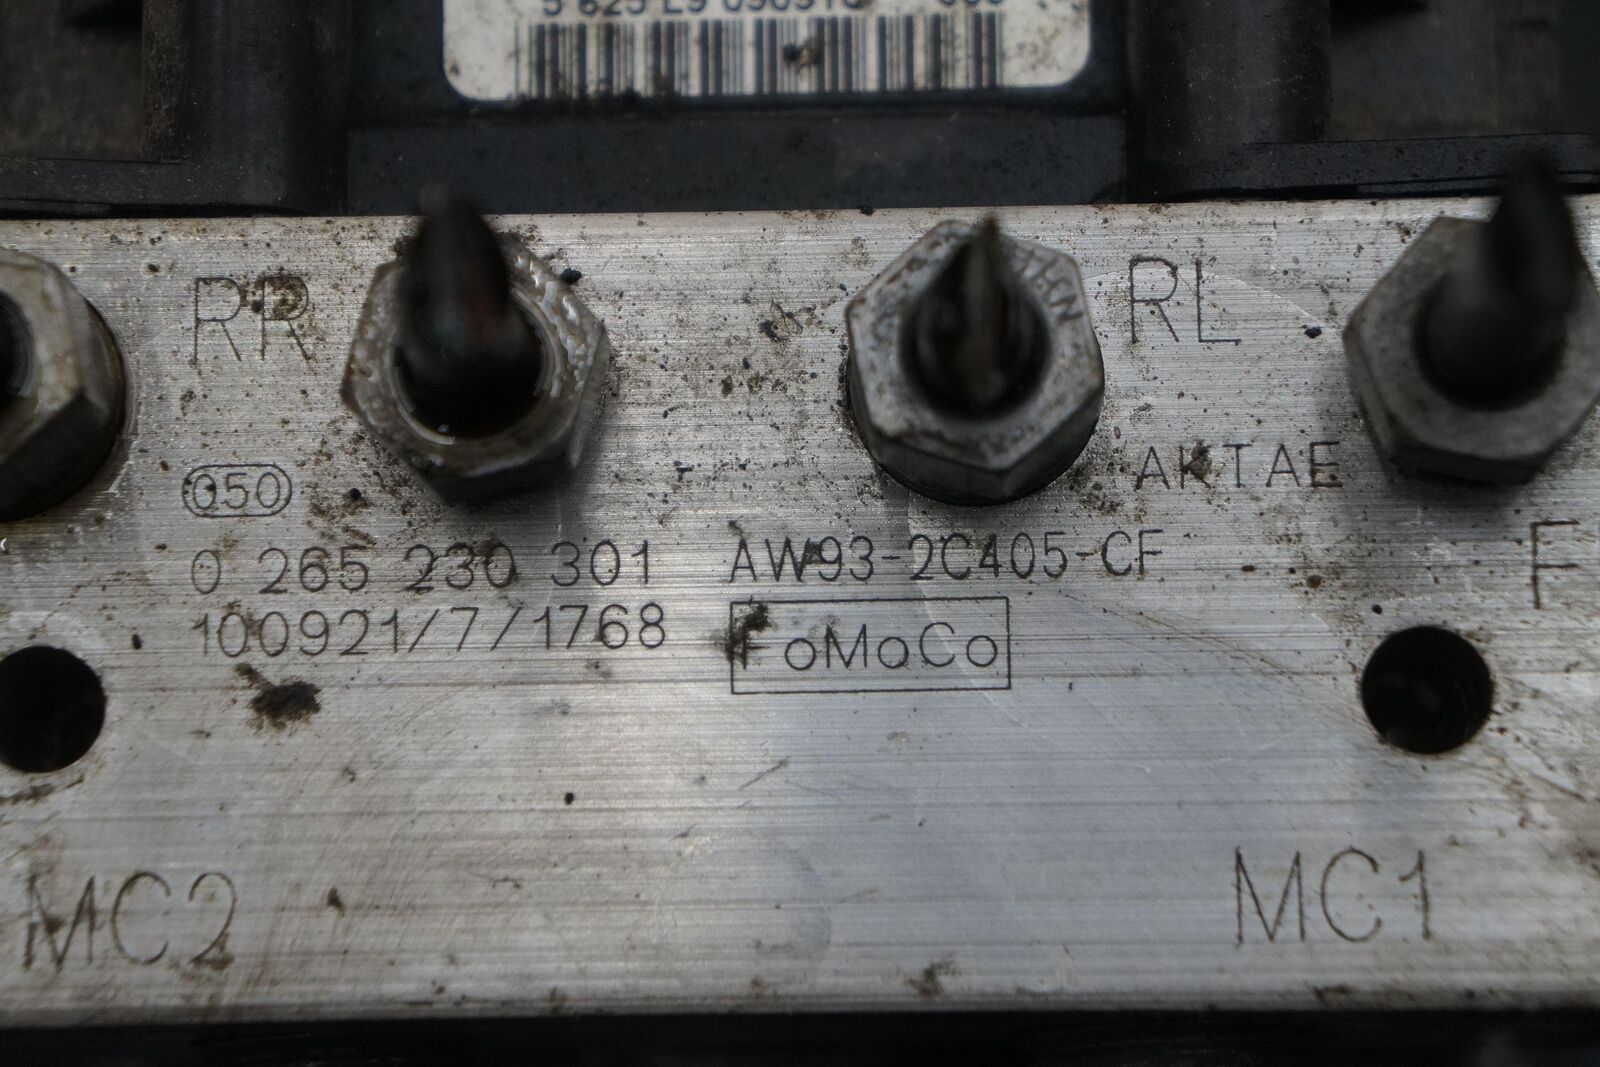 RR
RL
AKTAE
050
0 265 230 301 AW93-2C405-CF
100921/7/1768
FoMoCo
MC2
MC1